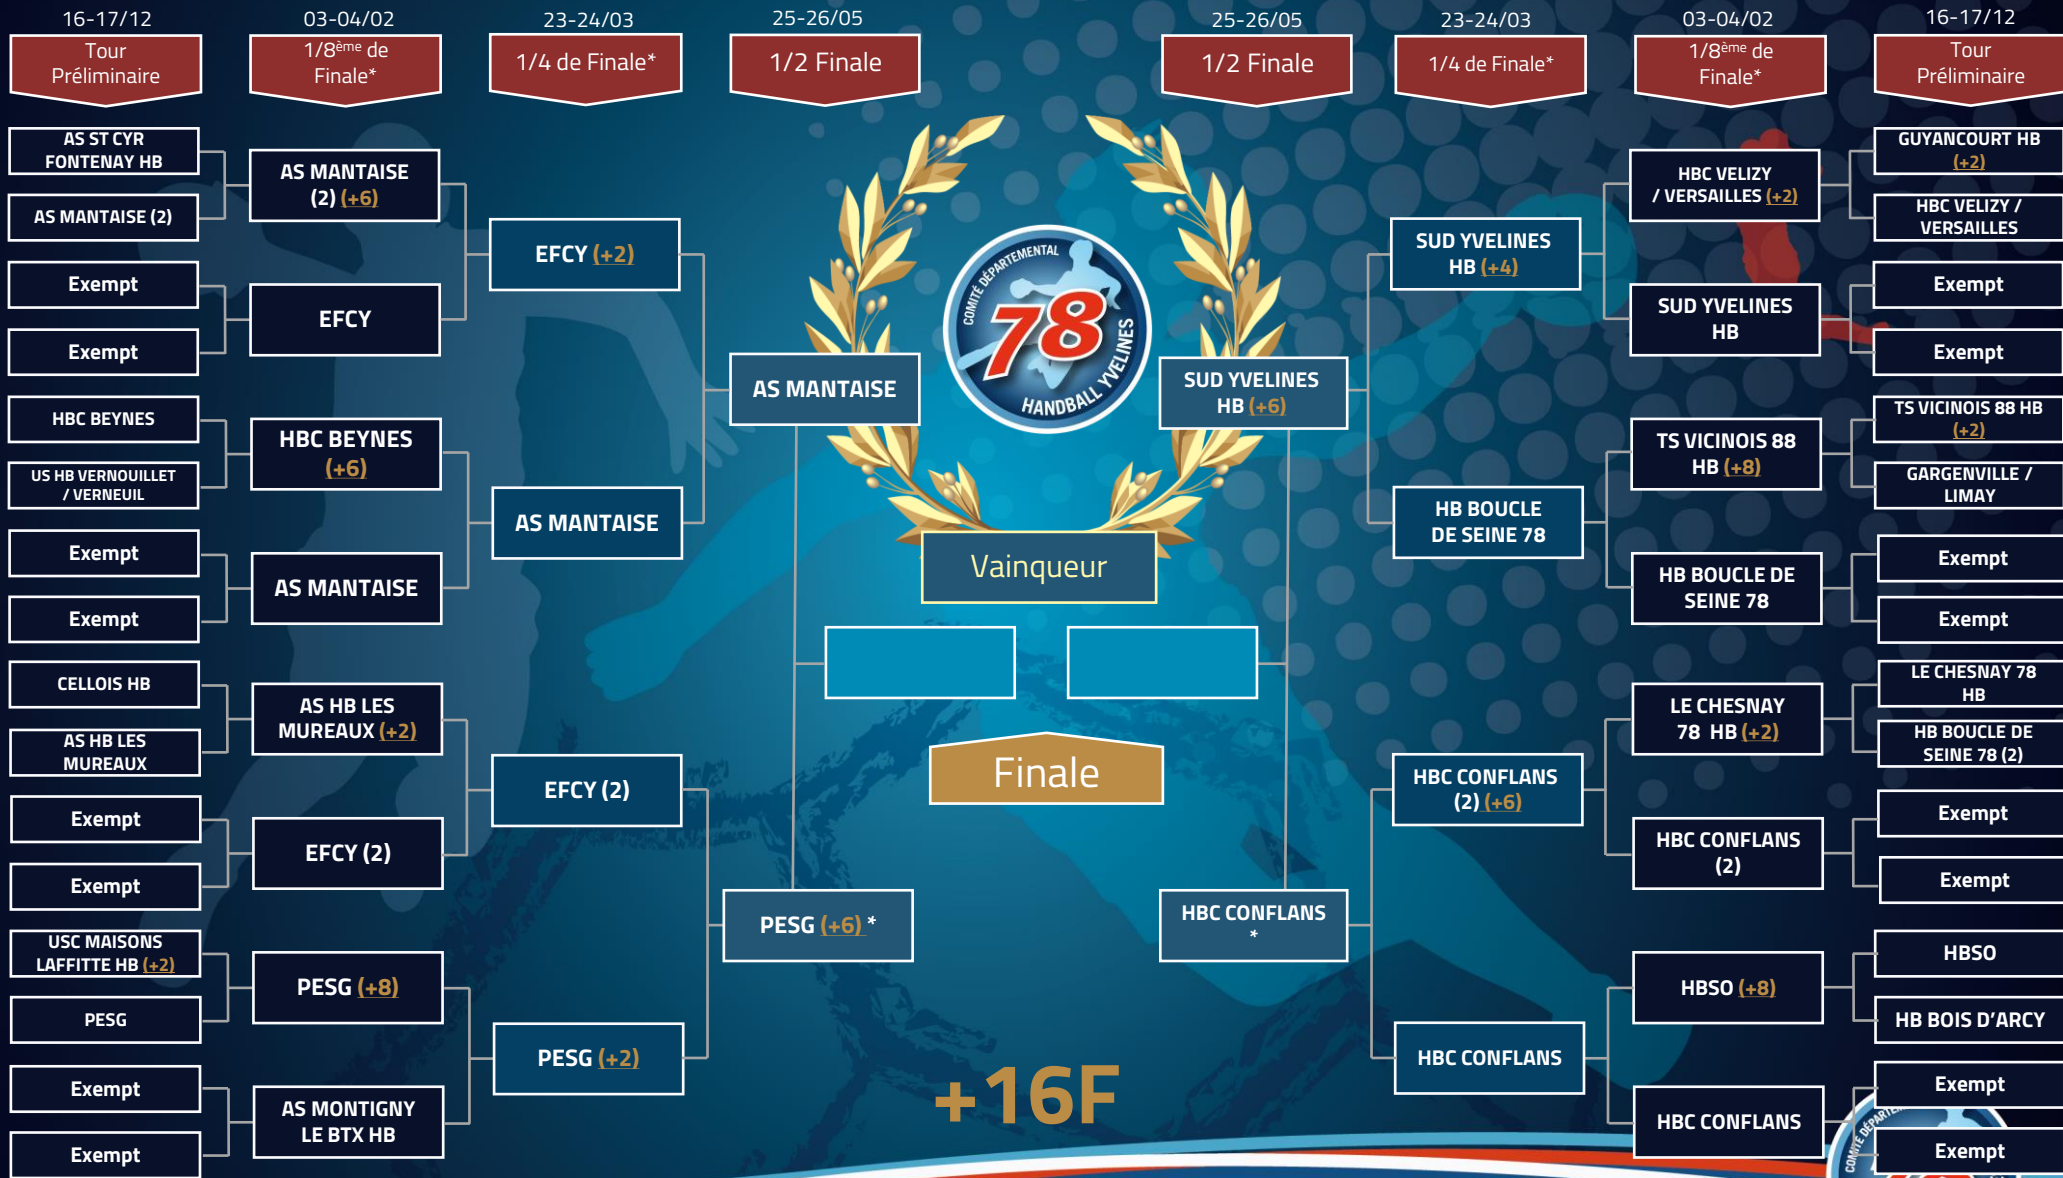 16-17/12
Tour
Préliminaire
AS ST CYR
FONTENAY HB
AS MANTAISE (2)
Exempt
Exempt
HBC BEYNES
US HB VERNOUILLET
/ VERNEUIL
Exempt
Exempt
CELLOIS HB
AS HB LES
MUREAUX
Exempt
Exempt
USC MAISONS
LAFFITTE HB (+2)
PESG
Exempt
Exempt
03-04/02
1/8ème de
Finale*
AS MANTAISE
(2) (+6)
EFCY
HBC BEYNES
(+6)
AS MANTAISE
AS HB LES
MUREAUX (+2)
EFCY (2)
PESG (+8)
AS MONTIGNY
LE BTX HB
23-24/03
1/4 de Finale*
EFCY (+2)
AS MANTAISE
EFCY (2)
PESG (+2)
25-26/05
1/2 Finale
AS MANTAISE
PESG (+6) *
COMITÉ DÉPARTEMENTAL
78
HANDBALL YVELINES
Vainqueur
Finale
+16F
25-26/05
1/2 Finale
SUD YVELINES
HB (+6)
HBC CONFLANS
*
23-24/03
1/4 de Finale*
SUD YVELINES
HB (+4)
HB BOUCLE
DE SEINE 78
HBC CONFLANS
(2) (+6)
HBC CONFLANS
03-04/02
1/8ème de
Finale*
HBC VELIZY
/ VERSAILLES (+2)
SUD YVELINES
HB
TS VICINOIS 88
HB (+8)
HB BOUCLE DE
SEINE 78
LE CHESNAY
78 HB (+2)
HBC CONFLANS
(2)
HBSO (+8)
HBC CONFLANS
16-17/12
Tour
Préliminaire
GUYANCOURT HB
(+2)
HBC VELIZY /
VERSAILLES
Exempt
Exempt
TS VICINOIS 88 HB
(+2)
GARGENVILLE /
LIMAY
Exempt
Exempt
LE CHESNAY 78
HB
HB BOUCLE DE
SEINE 78 (2)
Exempt
Exempt
HBSO
HB BOIS D'ARCY
Exempt
Exempt